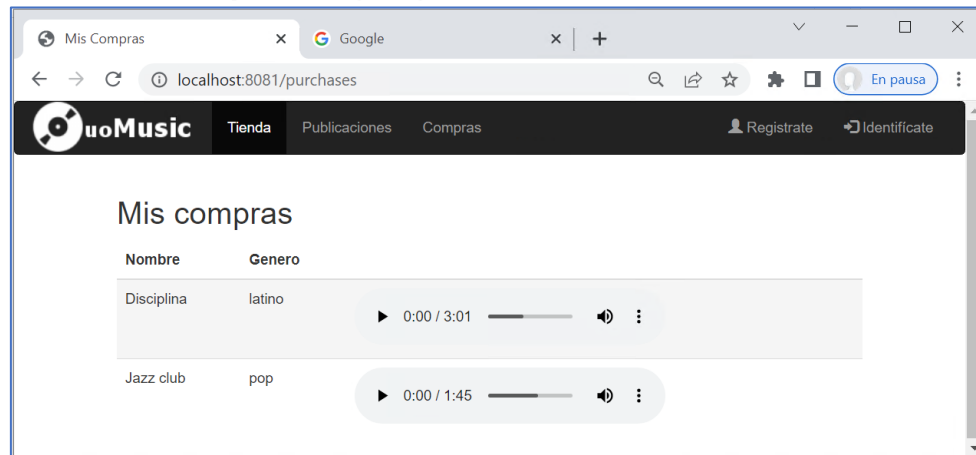 Mis Compras
Google
localhost:8081/purchases
En pausa
uoMusic Tienda Publicaciones Compras Registrate Identifícate
Mis compras
Nombre Genero
Disciplina latino 0:00 / 3:01
Jazz club pop 0:00 / 1:45